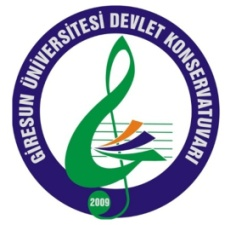 GİRESUN ÜNİVERSİTESİ DEVLET KONSERVATUVARI
2009